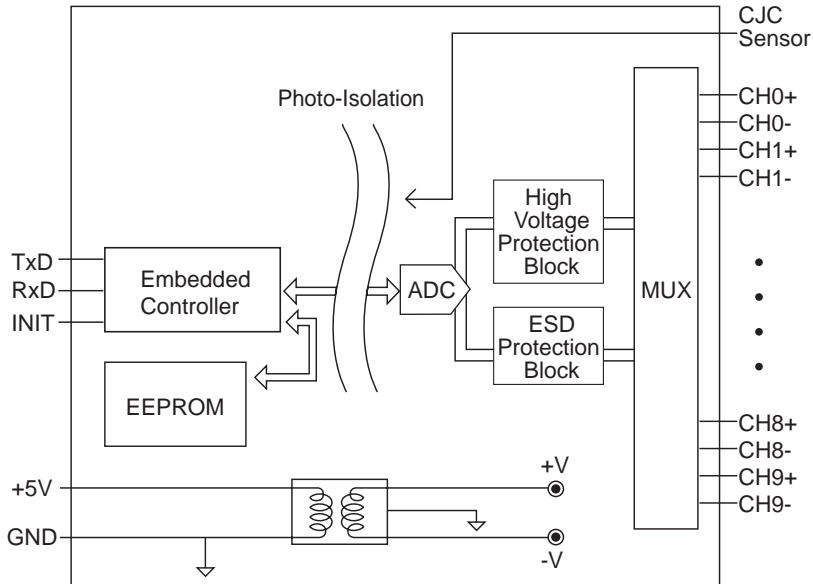 CJC
Sensor
Photo-Isolation
CH0+
CH0-
CH1+
CH1-
High
Voltage
Protection
Block
TxD
RxD
INIT
Embedded
Controller
ADC
MUX
ESD
Protection
Block
EEPROM
CH8+
CH8-
CH9+
CH9-
+5V
GND
+V
-V